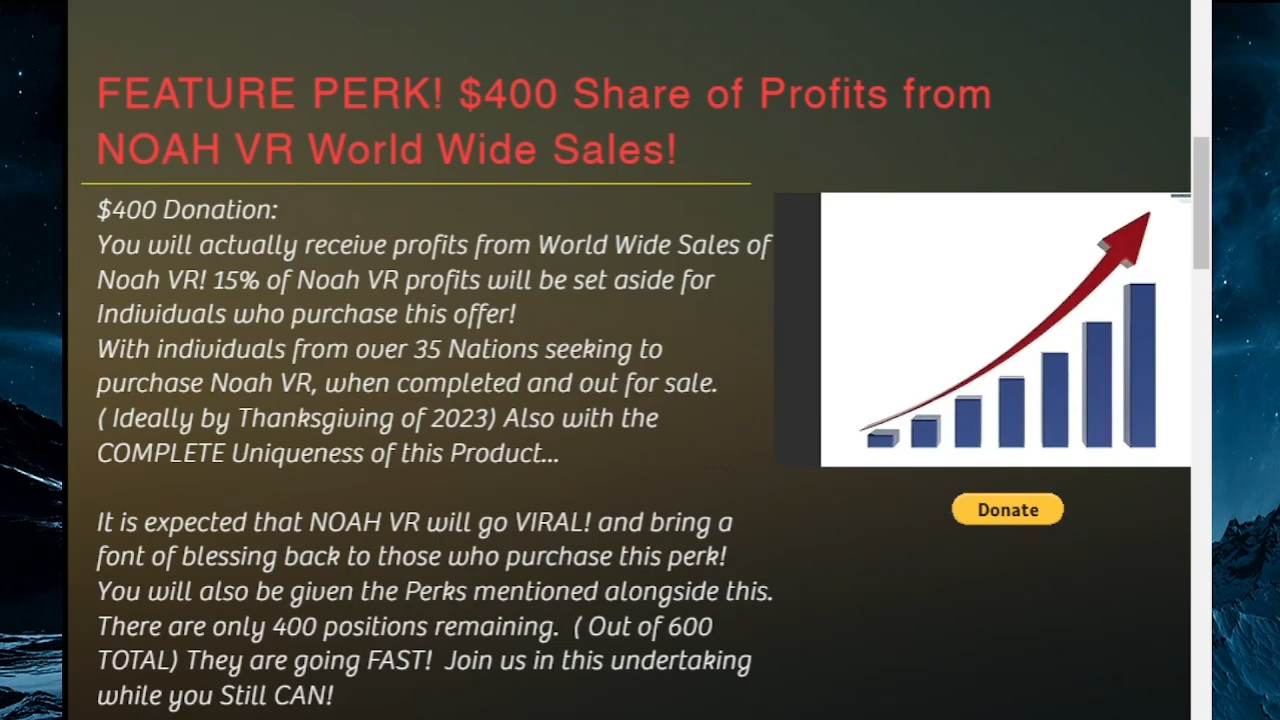 FEATURE PERK! $400 Share of Profits from
NOAH VR World Wide Sales!
$400 Donation:
You will actually receive profits from World Wide Sales of
Noah VR! 15% of Noah VR profits will be set aside for
Individuals who purchase this offer!
With individuals from over 35 Nations seeking to
purchase Noah VR, when completed and out for sale.
( Ideally by Thanksgiving of 2023) Also with the
COMPLETE Uniqueness of this Product...
It is expected that NOAH VR will go VIRAL! and bring a
font of blessing back to those who purchase this perk!
You will also be given the Perks mentioned alongside this.
There are only 400 positions remaining.  ( Out of 600
TOTAL) They are going FAST!  Join us in this undertaking
while you Still CAN!
Donate